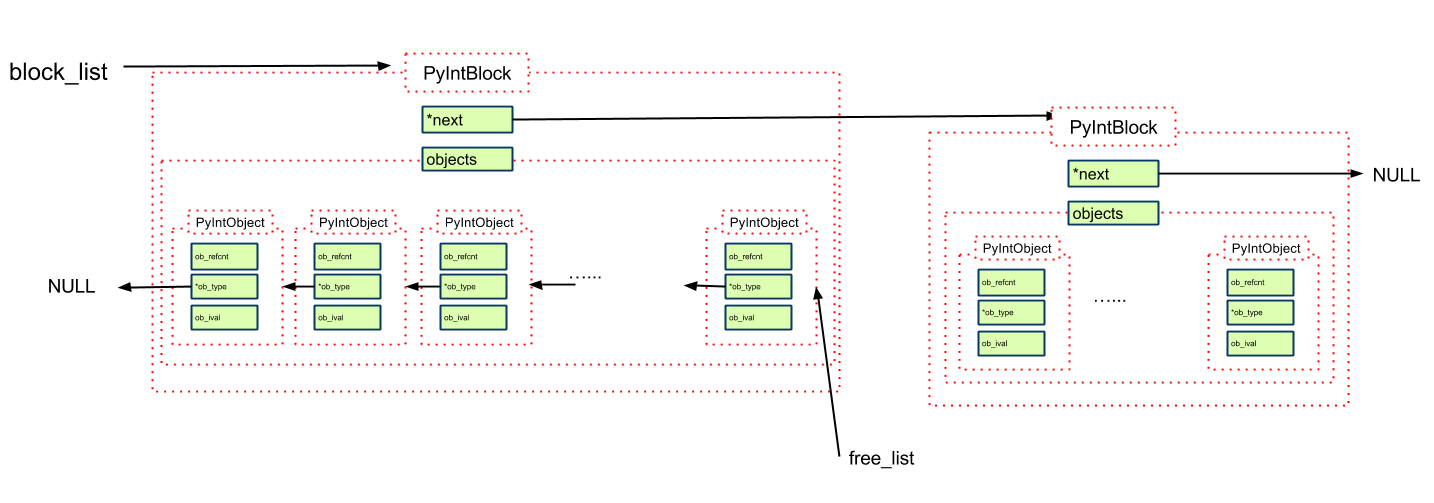 block_list
PyIntBlock
*next
objects
PyIntObject
ob_refcnt
*ob_type
ob_ival
PyIntObject
ob_refcnt
*ob_type
ob_ival
PyIntObject
ob_refcnt
*ob_type
ob_ival
......
PyIntObject
ob_refcnt
*ob_type
ob_ival
NULL
free_list
PyIntBlock
*next
NULL
objects
PyIntObject
ob_refcnt
*ob_type
ob_ival
......
PyIntObject
ob_refcnt
*ob_type
ob_ival